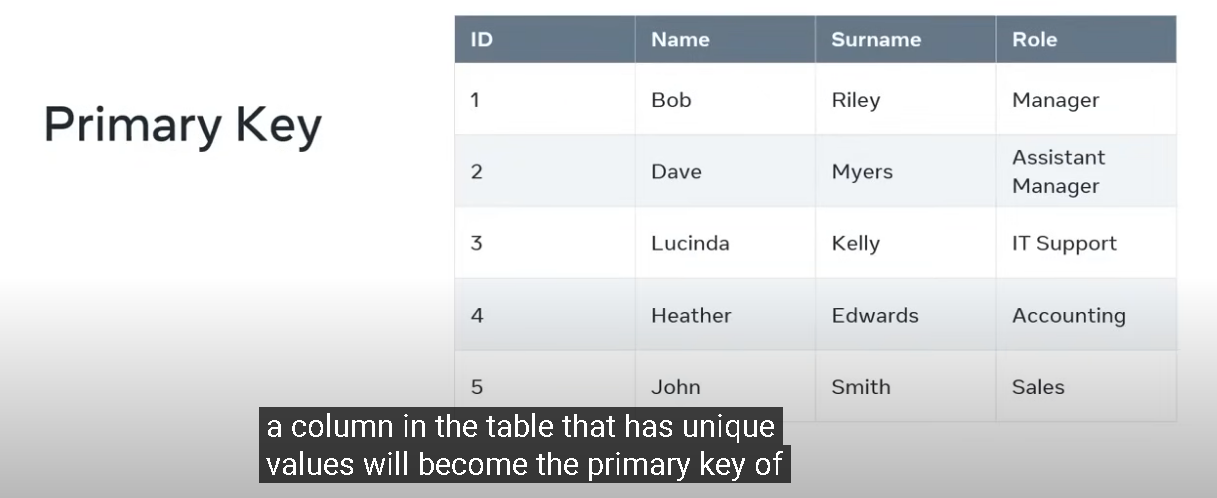 Primary Key
ID Name Surname Role
1 Bob Riley Manager
2 Dave Myers Assistant Manager
3 Lucinda Kelly IT Support
4 Heather Edwards Accounting
5 John Smith Sales
a column in the table that has unique
values will become the primary key of